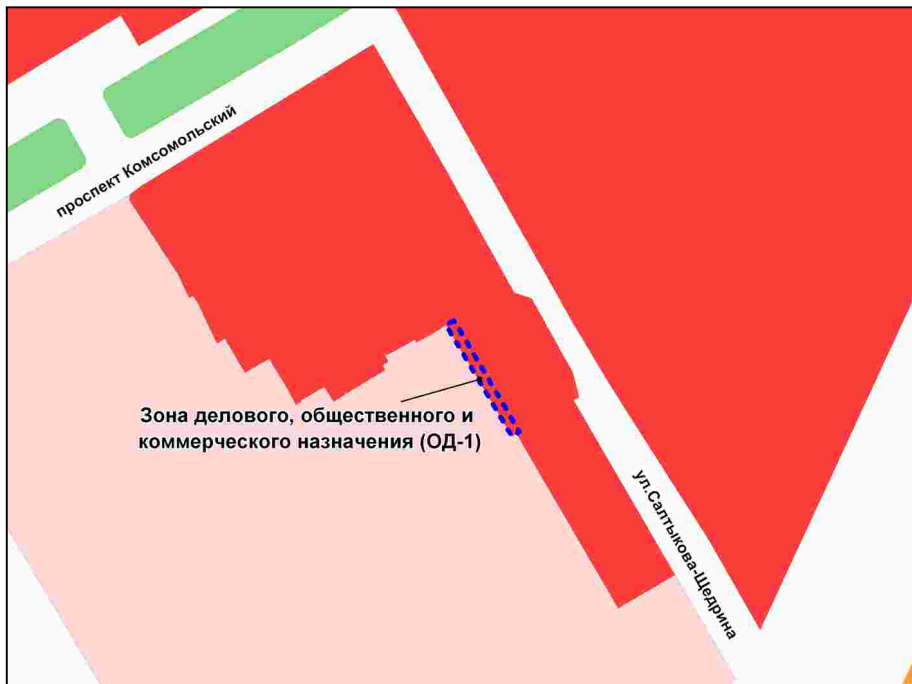 проспект Комсомольский
Зона делового, общественного и
коммерческого назначения (ОД-1)
ул.Салтыкова-Щедрина